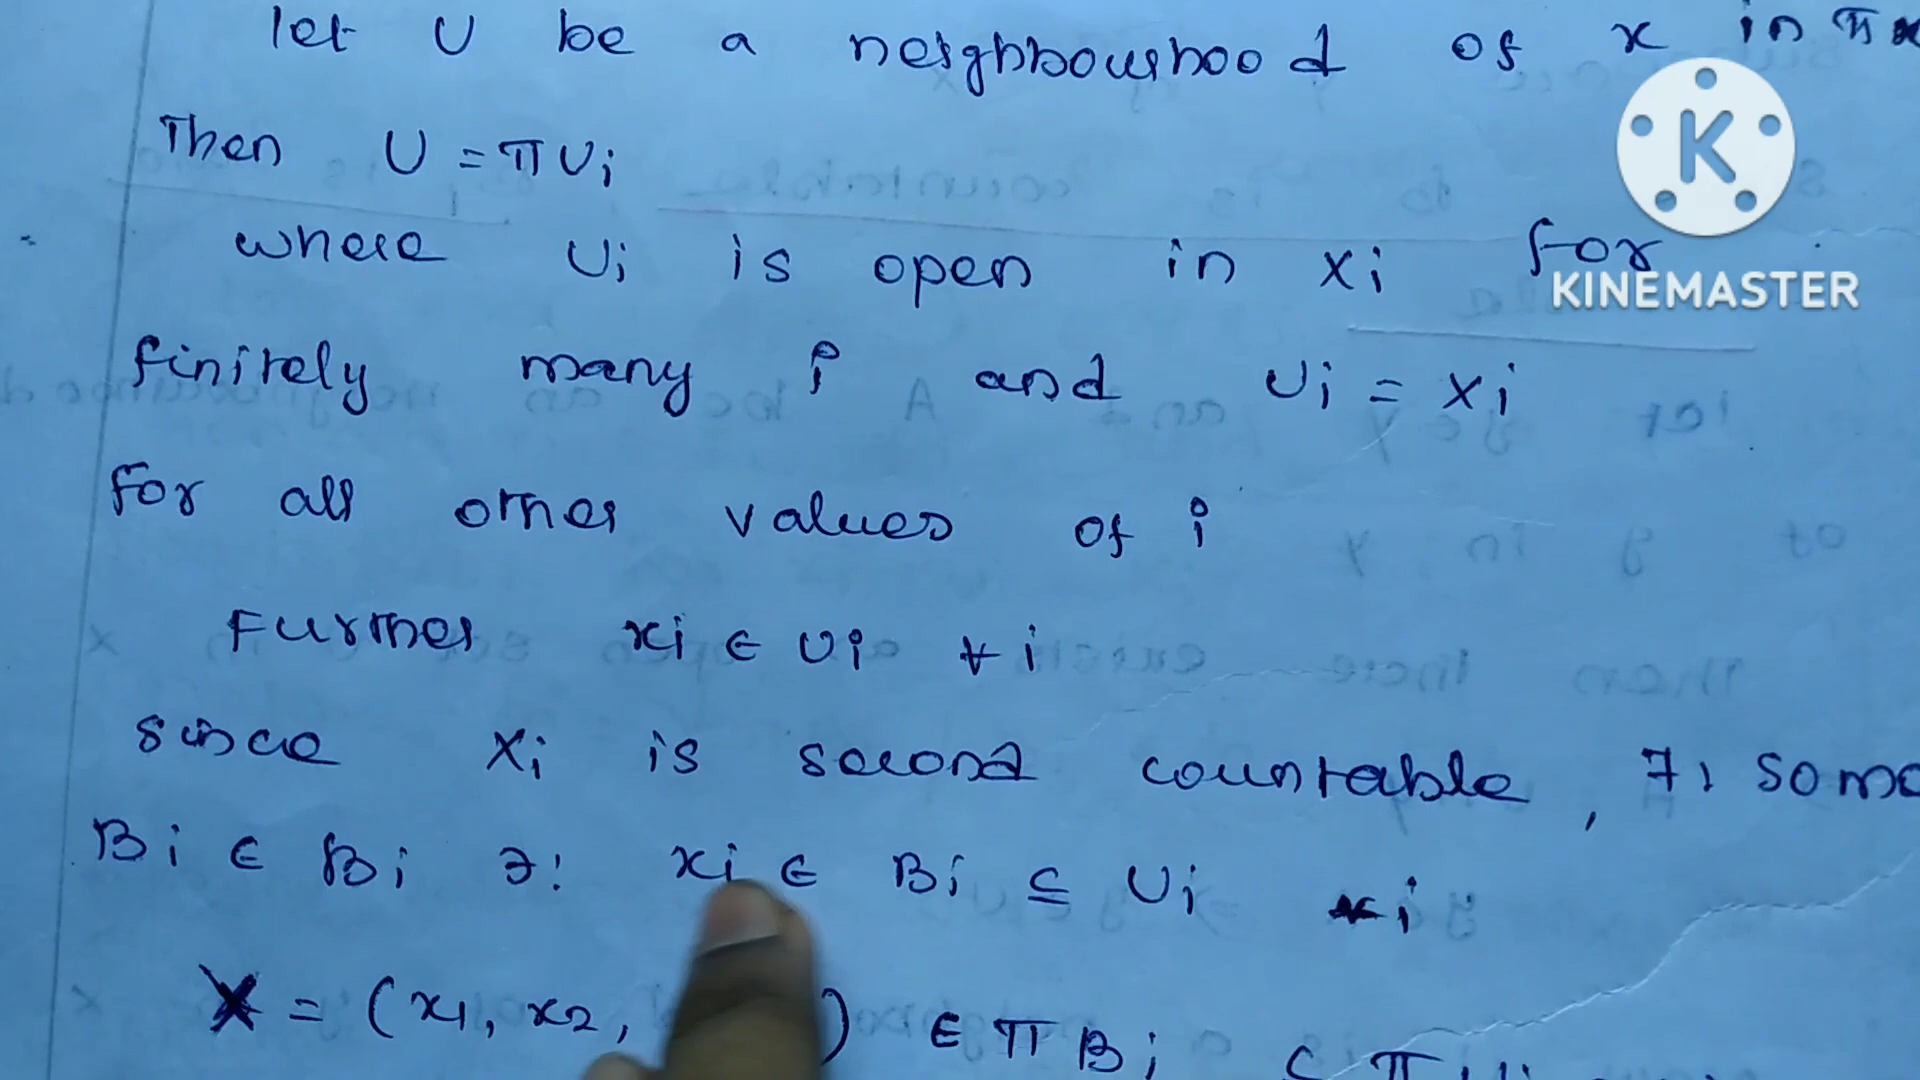 let U be a neighbourhood of x in π x
Then U = π Ui
where Ui is open in Xi for
finitely many i and Ui = Xi
for all other values of i
Further xi ∈ Ui ∀ i
since Xi is second countable, ∃ some
Bi ∈ Bi ∋: xi ∈ Bi ⊆ Ui ∀ i
X = (x1, x2, ) ∈ π Bi ⊆ π Ui
K
KINEMASTER